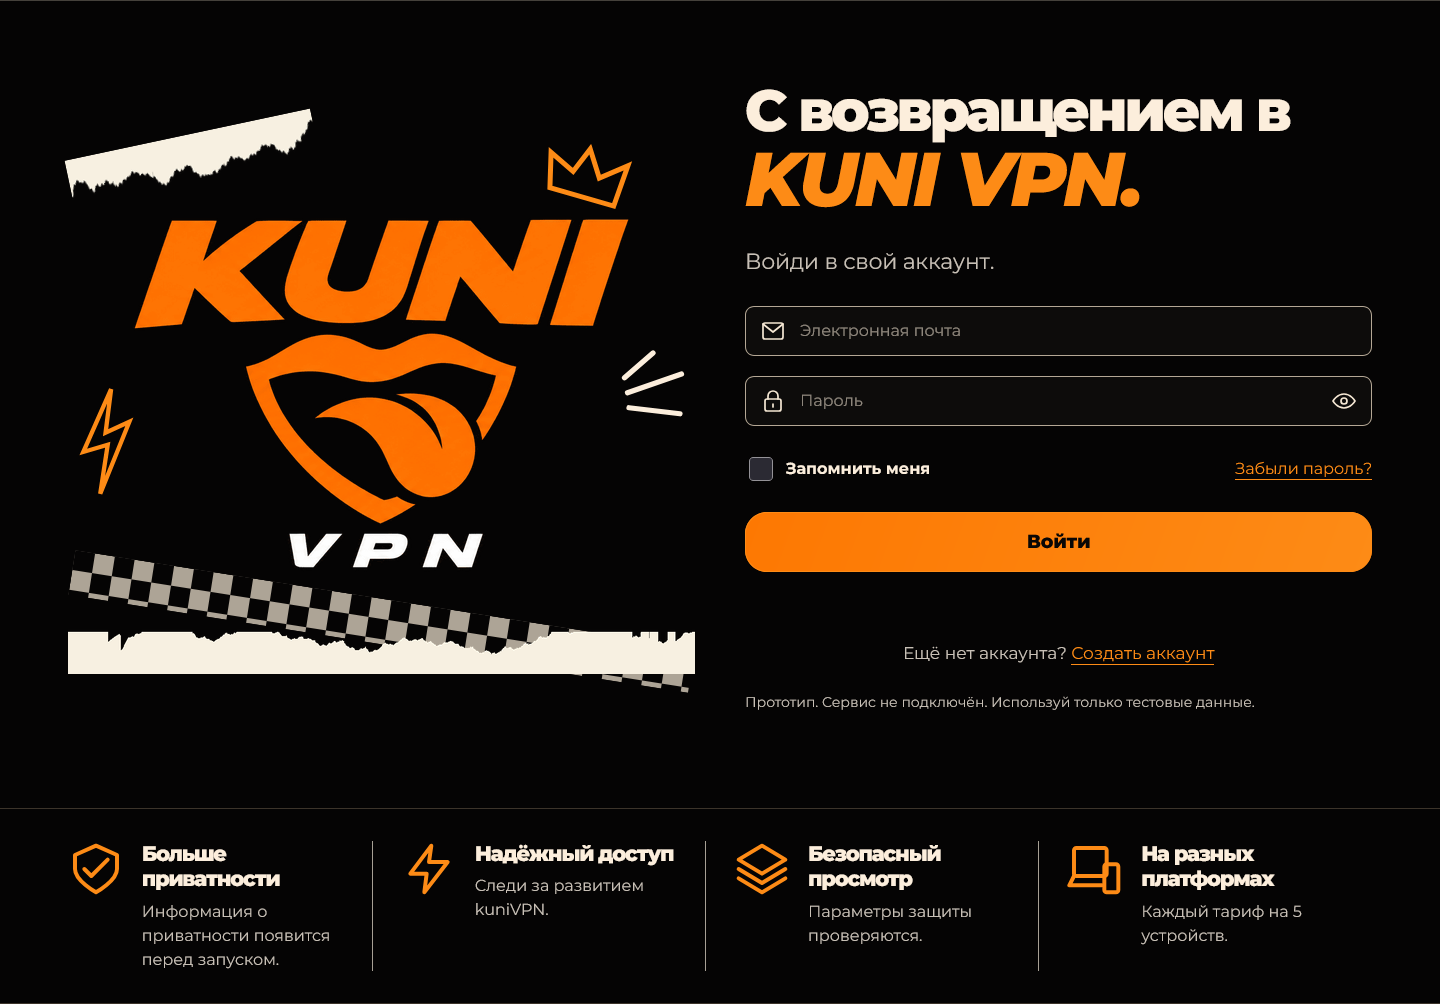 KUNI
VPN
С возвращением в
KUNI VPN.
Войди в свой аккаунт.
Электронная почта
Пароль
Запомнить меня
Забыли пароль?
Войти
Ещё нет аккаунта? Создать аккаунт
Прототип. Сервис не подключён. Используй только тестовые данные.
Больше
приватности
Информация о
приватности появится
перед запуском.
Надёжный доступ
Следи за развитием
kuniVPN.
Безопасный
просмотр
Параметры защиты
проверяются.
На разных
платформах
Каждый тариф на 5
устройств.